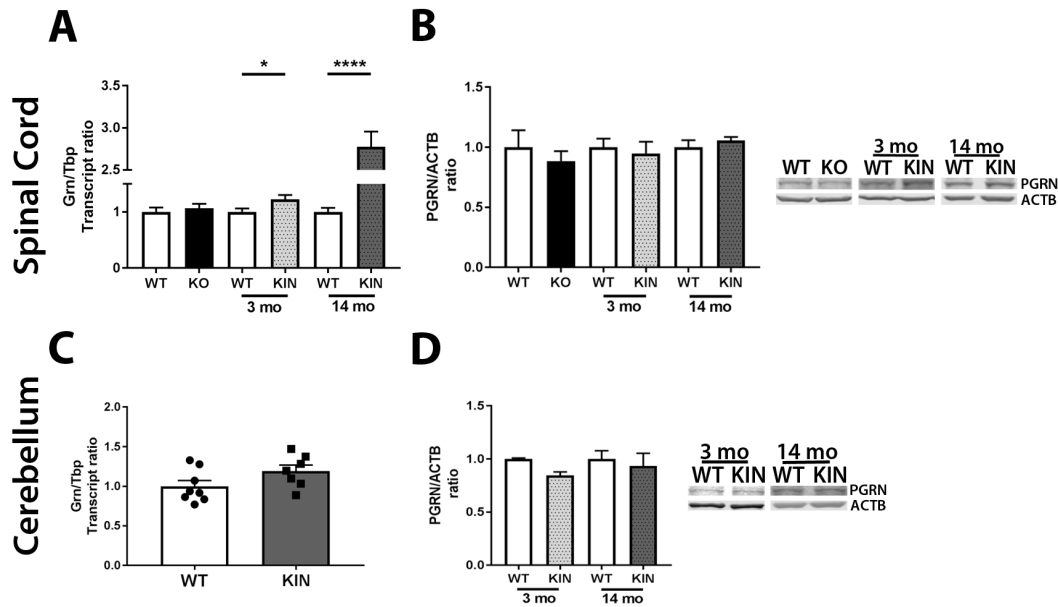 A
B
Spinal Cord
* ****
Grn/Tbp
Transcript ratio
3.5
3.0
2.5
1
0
WT KO WT KIN WT KIN
3 mo 14 mo
PGRN/ACTB
ratio
1.5
1.0
0.5
0.0
WT KO WT KIN WT KIN
3 mo 14 mo
3 mo 14 mo
WT KO WT KIN WT KIN
PGRN
ACTB
C
D
Cerebellum
Grn/Tbp
Transcript ratio
2.0
1.5
1.0
0.5
0.0
WT KIN
PGRN/ACTB
ratio
1.5
1.0
0.5
0.0
WT KIN WT KIN
3 mo 14 mo
3 mo 14 mo
WT KIN WT KIN
PGRN
ACTB